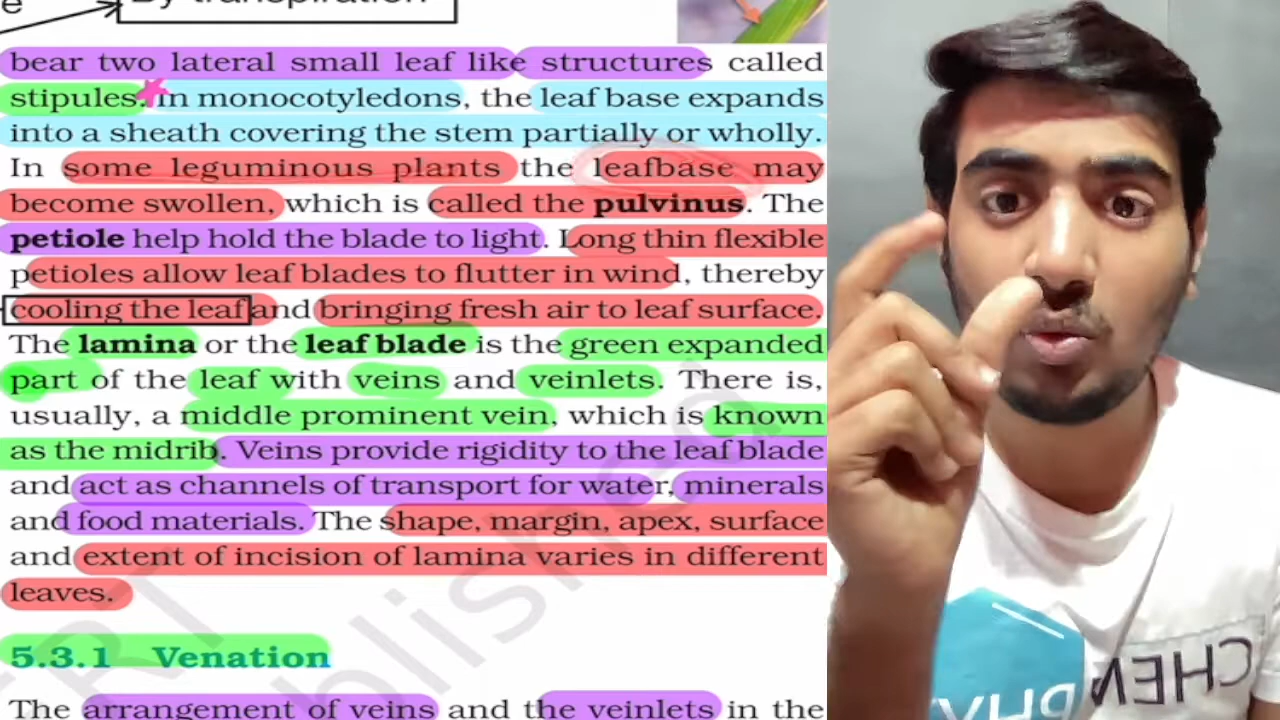 e
By transpiration
bear two lateral small leaf like structures called
stipules. In monocotyledons, the leaf base expands
into a sheath covering the stem partially or wholly.
In some leguminous plants the leafbase may
become swollen, which is called the pulvinus. The
petiole help hold the blade to light. Long thin flexible
petioles allow leaf blades to flutter in wind, thereby
cooling the leaf and bringing fresh air to leaf surface.
The lamina or the leaf blade is the green expanded
part of the leaf with veins and veinlets. There is,
usually, a middle prominent vein, which is known
as the midrib. Veins provide rigidity to the leaf blade
and act as channels of transport for water, minerals
and food materials. The shape, margin, apex, surface
and extent of incision of lamina varies in different
leaves.
5.3.1 Venation
The arrangement of veins and the veinlets in the
CHEM
PHY